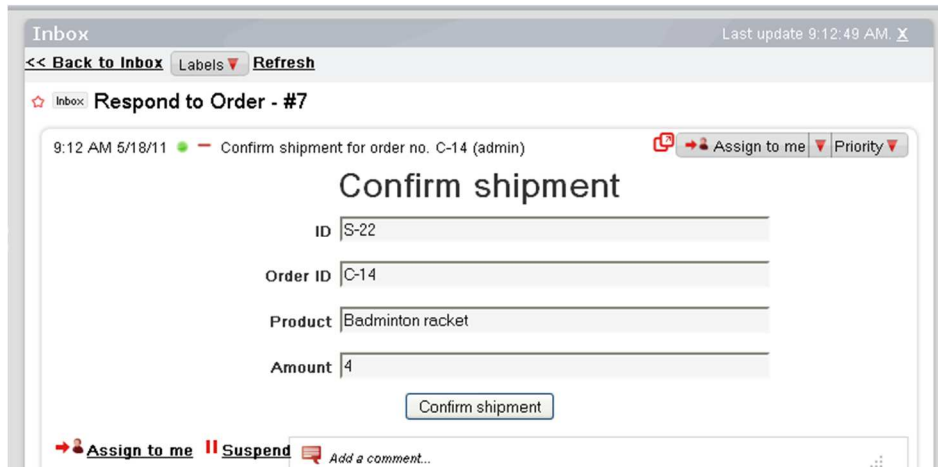 Inbox Last update 9:12:49 AM. X
<< Back to Inbox Labels Refresh
Inbox Respond to Order - #7
9:12 AM 5/18/11 Confirm shipment for order no. C-14 (admin) Assign to me Priority
Confirm shipment
ID S-22
Order ID C-14
Product Badminton racket
Amount 4
Confirm shipment
Assign to me Suspend Add a comment...